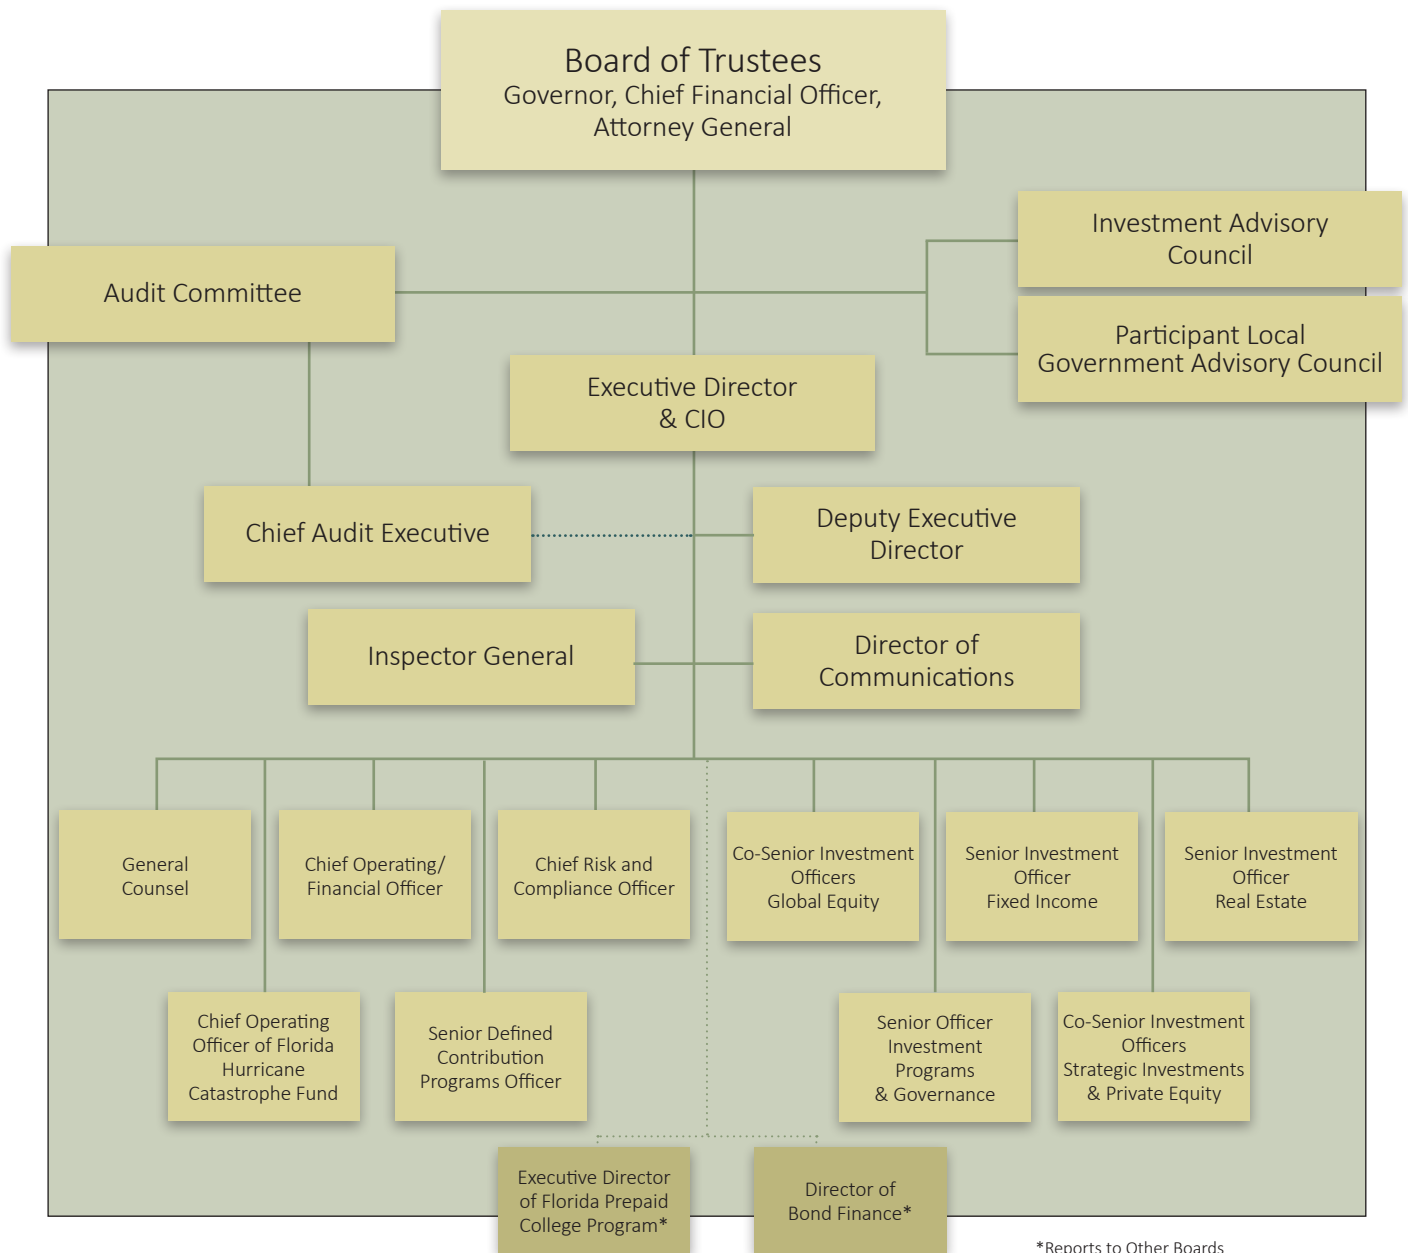 Board of Trustees
Governor, Chief Financial Officer,
Attorney General
Investment Advisory
Council
Audit Committee
Participant Local
Government Advisory Council
Executive Director
& CIO
Chief Audit Executive
Deputy Executive
Director
Inspector General
Director of
Communications
General
Counsel
Chief Operating/
Financial Officer
Chief Risk and
Compliance Officer
Co-Senior Investment
Officers
Global Equity
Senior Investment
Officer
Fixed Income
Senior Investment
Officer
Real Estate
Chief Operating
Officer of Florida
Hurricane
Catastrophe Fund
Senior Defined
Contribution
Programs Officer
Senior Officer
Investment
Programs
& Governance
Co-Senior Investment
Officers
Strategic Investments
& Private Equity
Executive Director
of Florida Prepaid
College Program*
Director of
Bond Finance*
*Reports to Other Boards